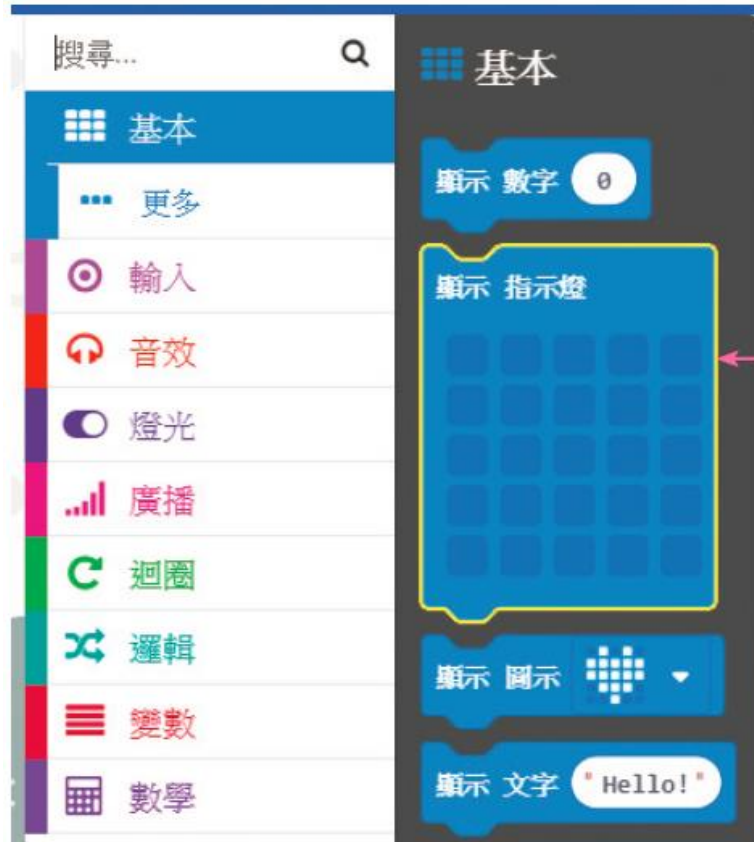 搜尋...
基本
更多
輸入
音效
燈光
廣播
迴圈
邏輯
變數
數學
基本
顯示 數字 0
顯示 指示燈
顯示 圖示
顯示 文字 "Hello!"